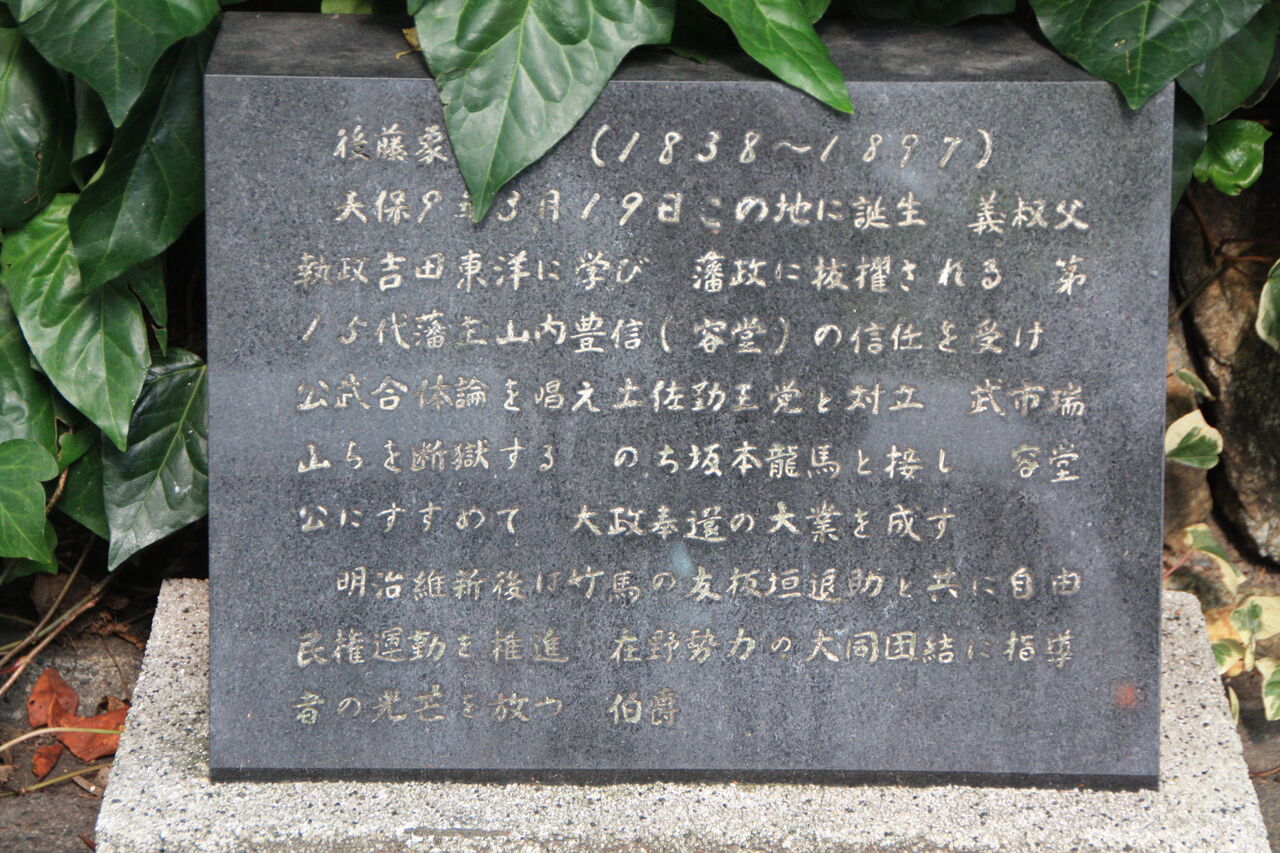 後藤象 (1838〜1897)
天保9年3月19日この地に誕生　義叔父
執政吉田東洋に学び　藩政に抜擢される　第
15代藩主山内豊信(容堂)の信任を受け
公武合体論を唱え土佐勤王党と対立　武市瑞
山らを断獄する　のち坂本龍馬と接し　容堂
公にすすめて　大政奉還の大業を成す
明治維新後は竹馬の友板垣退助と共に自由
民権運動を推進　在野勢力の大同団結に指導
者の光芒を放つ　伯爵